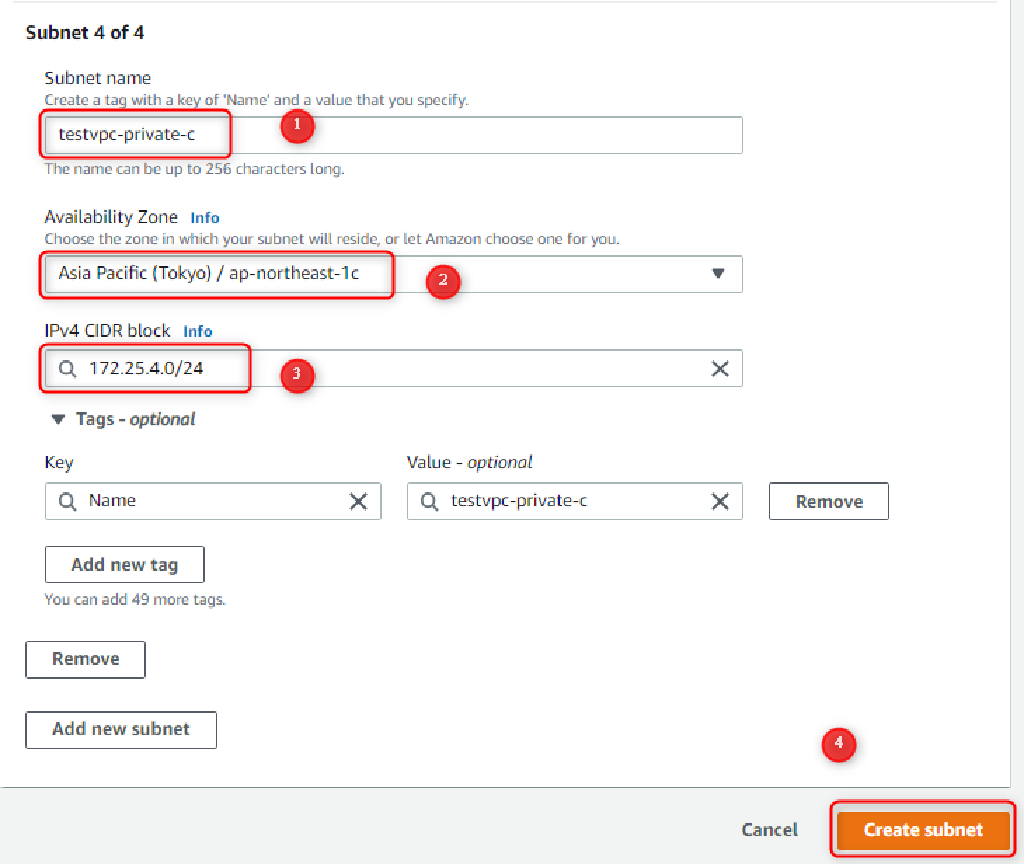 Subnet 4 of 4
Subnet name
Create a tag with a key of 'Name' and a value that you specify.
testvpc-private-c
1
The name can be up to 256 characters long.
Availability Zone Info
Choose the zone in which your subnet will reside, or let Amazon choose one for you.
Asia Pacific (Tokyo) / ap-northeast-1c
2
IPv4 CIDR block Info
172.25.4.0/24
3
Tags - optional
Key Value - optional
Name testvpc-private-c Remove
Add new tag
You can add 49 more tags.
Remove
Add new subnet
4
Cancel Create subnet